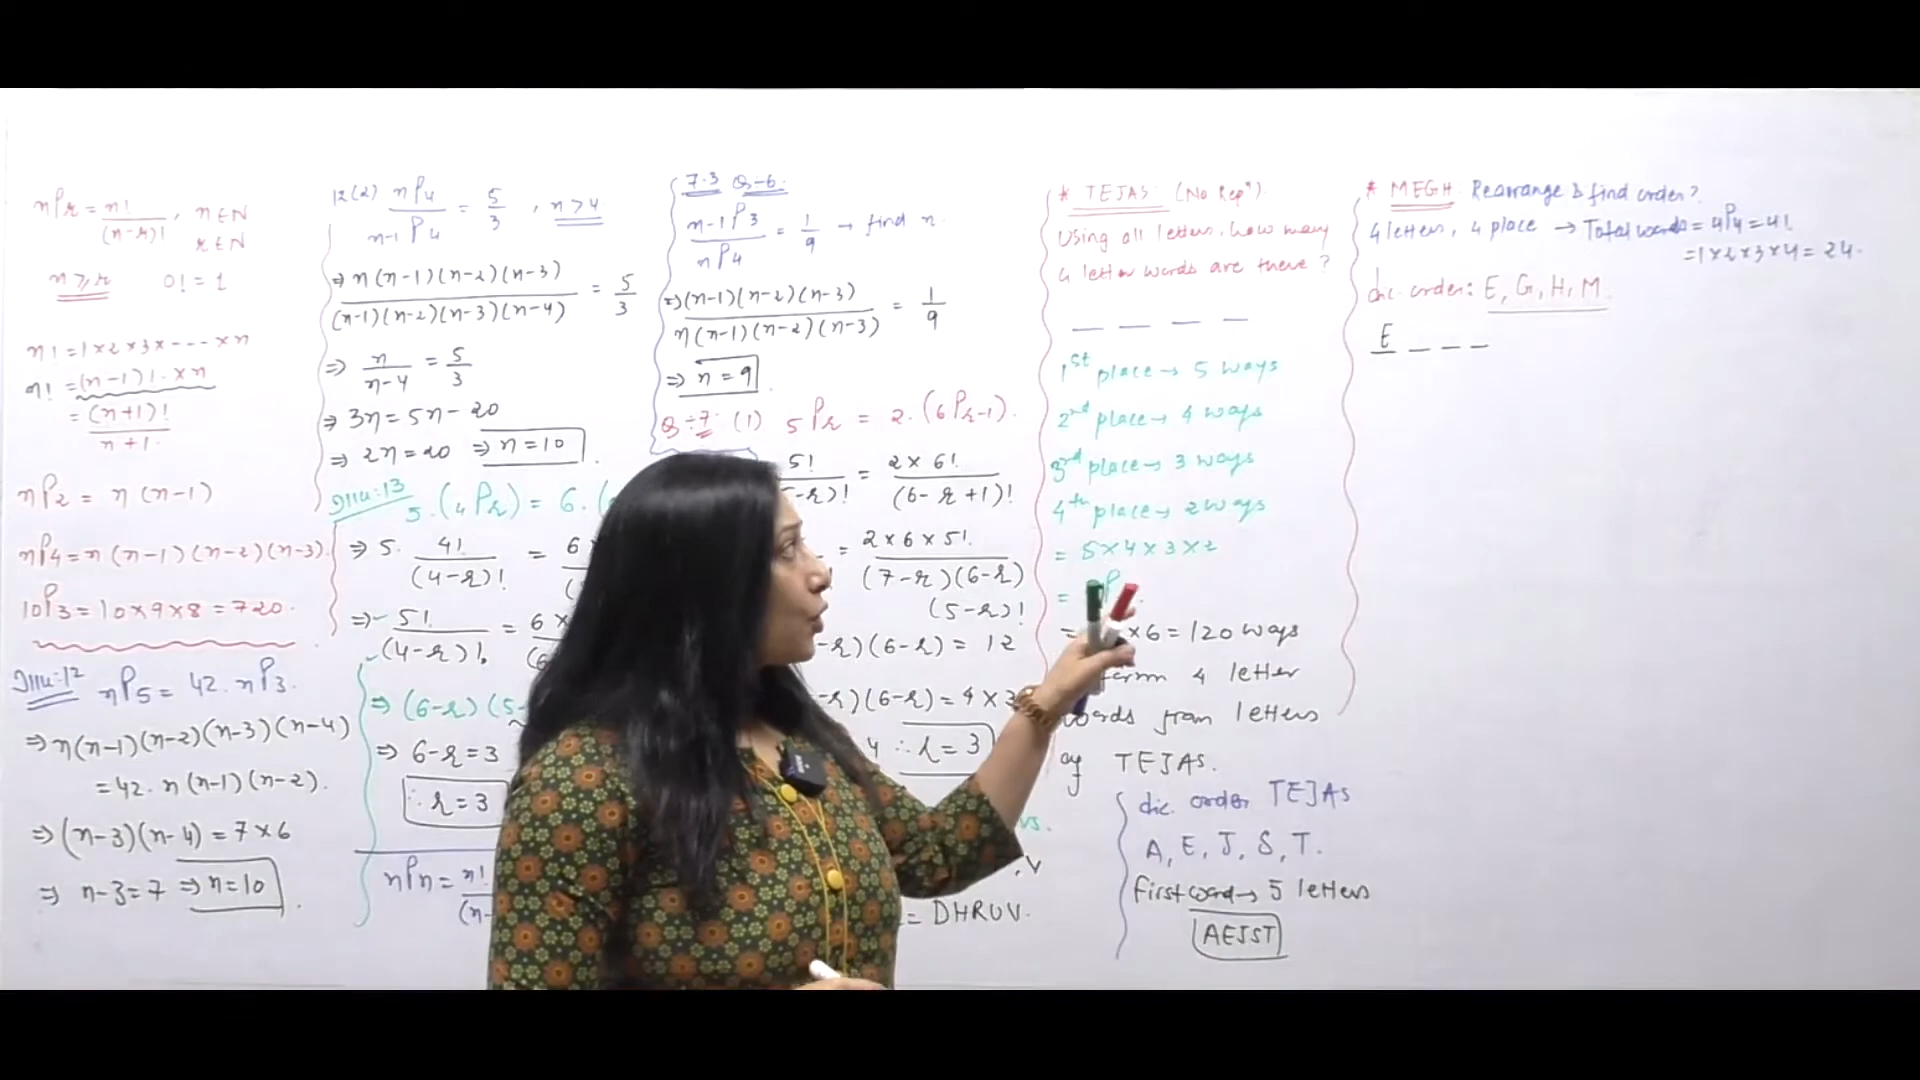 nPr = n! / (n-r)! , n∈N
r∈N
n ≥ r 0! = 1
n! = 1×2×3×----×n
n! = (n-1)! × n
= (n+1)! / n+1
nP2 = n (n-1)
nP4 = n (n-1) (n-2) (n-3)
10P3 = 10×9×8 = 720.
Illu:12 nP5 = 42. nP3.
⇒ n(n-1)(n-2)(n-3)(n-4)
= 42. n(n-1)(n-2).
⇒ (n-3)(n-4) = 7×6
⇒ n-3=7 ⇒ n=10
12(2) nP4 / n-1P4 = 5/3 , n>4
⇒ n(n-1)(n-2)(n-3) / (n-1)(n-2)(n-3)(n-4) = 5/3
⇒ n / n-4 = 5/3
⇒ 3n = 5n - 20
⇒ 2n=20 ⇒ n=10
Illu:13 5.(4Pr) = 6.(
⇒ 5. 4! / (4-r)! = 6×
⇒ 5! / (4-r)! = 6×
⇒ (6-r) (5-
⇒ 6-r = 3
∴ r = 3
nPn = n!
(n-
7.3 Q-6.
n-1P3 / nP4 = 1/9 → find n.
⇒ (n-1)(n-2)(n-3) / n(n-1)(n-2)(n-3) = 1/9
⇒ n = 9
Q-7 (1) 5Pr = 2.(6Pr-1).
5! / -r)! = 2×6! / (6-r+1)!
= 2×6×5! / (7-r)(6-r)
(5-r)!
-r)(6-r) = 12
-r)(6-r) = 4×3
4 ∴ r = 3
, V
= DHRUV.
* TEJAS: (No Repn).
Using all letters, how many
4 letter words are there?
1st place → 5 ways
2nd place → 4 ways
3rd place → 3 ways
4th place → 2 ways
= 5×4×3×2
=
×6 = 120 ways
form 4 letter
words from letters
of TEJAS.
dic. order TEJAS
A, E, J, S, T.
first word → 5 letters
AEJST
* MEGH: Rearrange & find order?
4 letters, 4 place → Total words = 4P4 = 4!
= 1×2×3×4 = 24.
dic. order: E, G, H, M.
E _ _ _